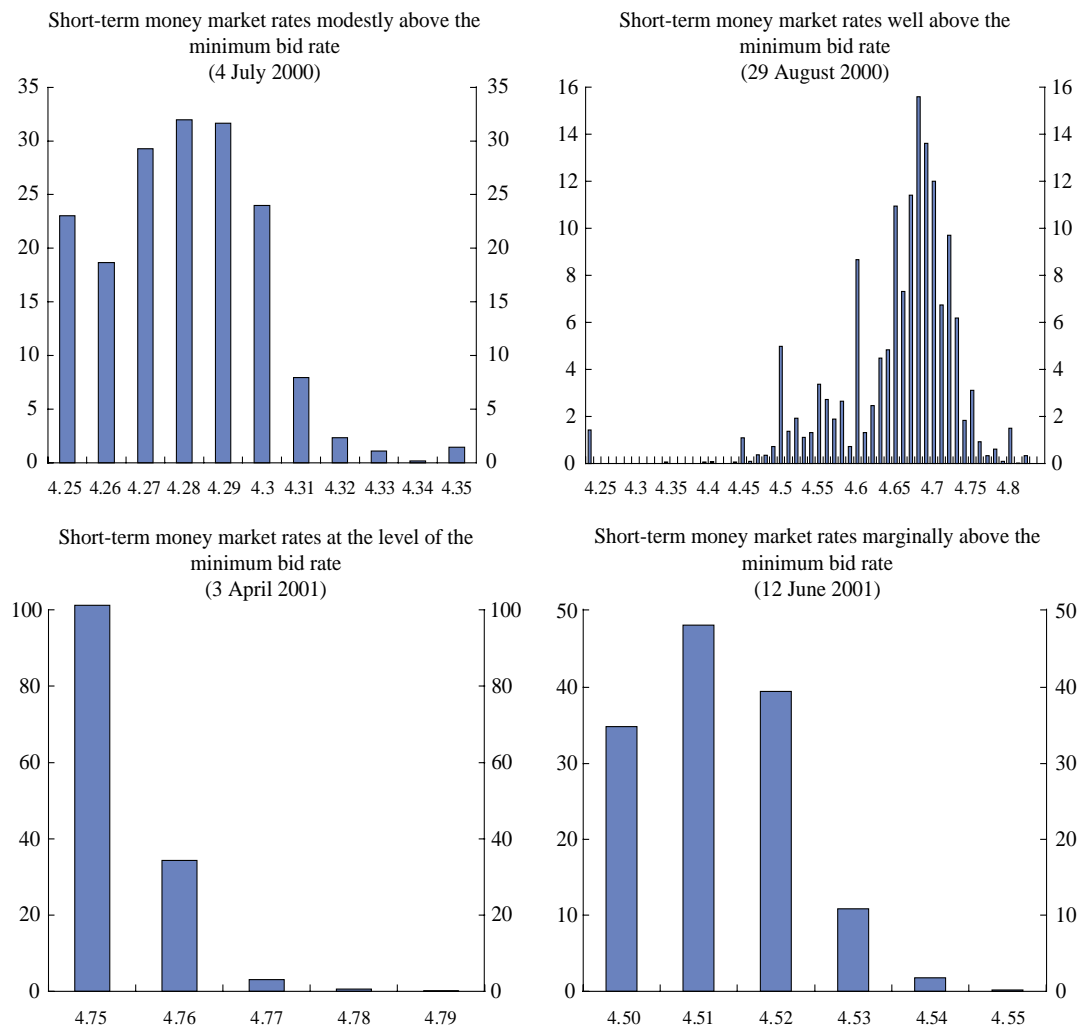 Short-term money market rates modestly above the
minimum bid rate
(4 July 2000)
35 35
30 30
25 25
20 20
15 15
10 10
5 5
0 0
4.25 4.26 4.27 4.28 4.29 4.3 4.31 4.32 4.33 4.34 4.35
Short-term money market rates well above the
minimum bid rate
(29 August 2000)
16 16
14 14
12 12
10 10
8 8
6 6
4 4
2 2
0 0
4.25 4.3 4.35 4.4 4.45 4.5 4.55 4.6 4.65 4.7 4.75 4.8
Short-term money market rates at the level of the
minimum bid rate
(3 April 2001)
100 100
80 80
60 60
40 40
20 20
0 0
4.75 4.76 4.77 4.78 4.79
Short-term money market rates marginally above the
minimum bid rate
(12 June 2001)
50 50
40 40
30 30
20 20
10 10
0 0
4.50 4.51 4.52 4.53 4.54 4.55